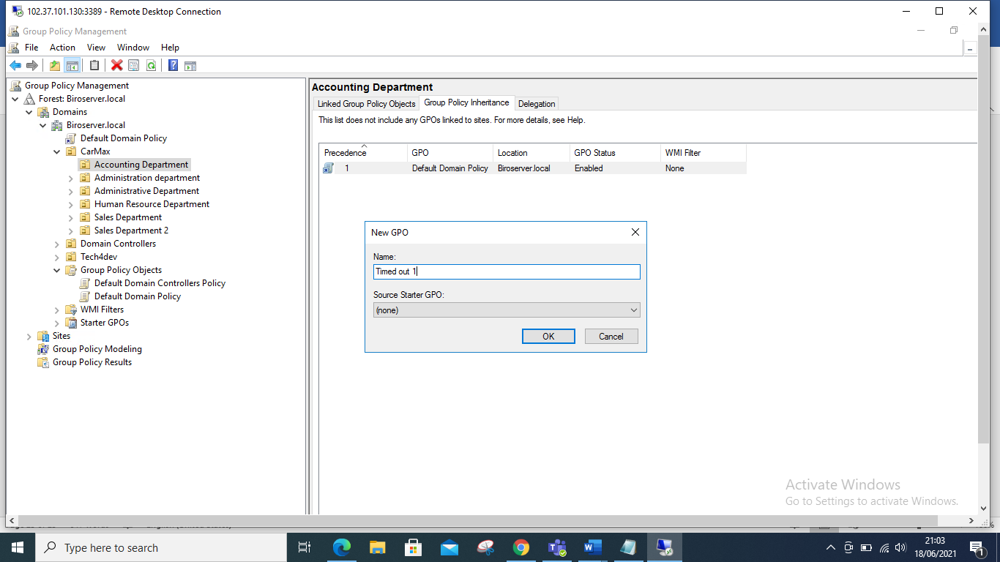 102.37.101.130:3389 - Remote Desktop Connection
Group Policy Management
File Action View Window Help
Group Policy Management
Forest: Biroserver.local
Domains
Biroserver.local
Default Domain Policy
CarMax
Accounting Department
Administration department
Administrative Department
Human Resource Department
Sales Department
Sales Department 2
Domain Controllers
Tech4dev
Group Policy Objects
Default Domain Controllers Policy
Default Domain Policy
WMI Filters
Starter GPOs
Sites
Group Policy Modeling
Group Policy Results
Accounting Department
Linked Group Policy Objects Group Policy Inheritance Delegation
This list does not include any GPOs linked to sites. For more details, see Help.
Precedence GPO Location GPO Status WMI Filter
1 Default Domain Policy Biroserver.local Enabled None
New GPO
Name:
Timed out 1
Source Starter GPO:
(none)
OK Cancel
Activate Windows
Go to Settings to activate Windows.
Type here to search
21:03
18/06/2021
1